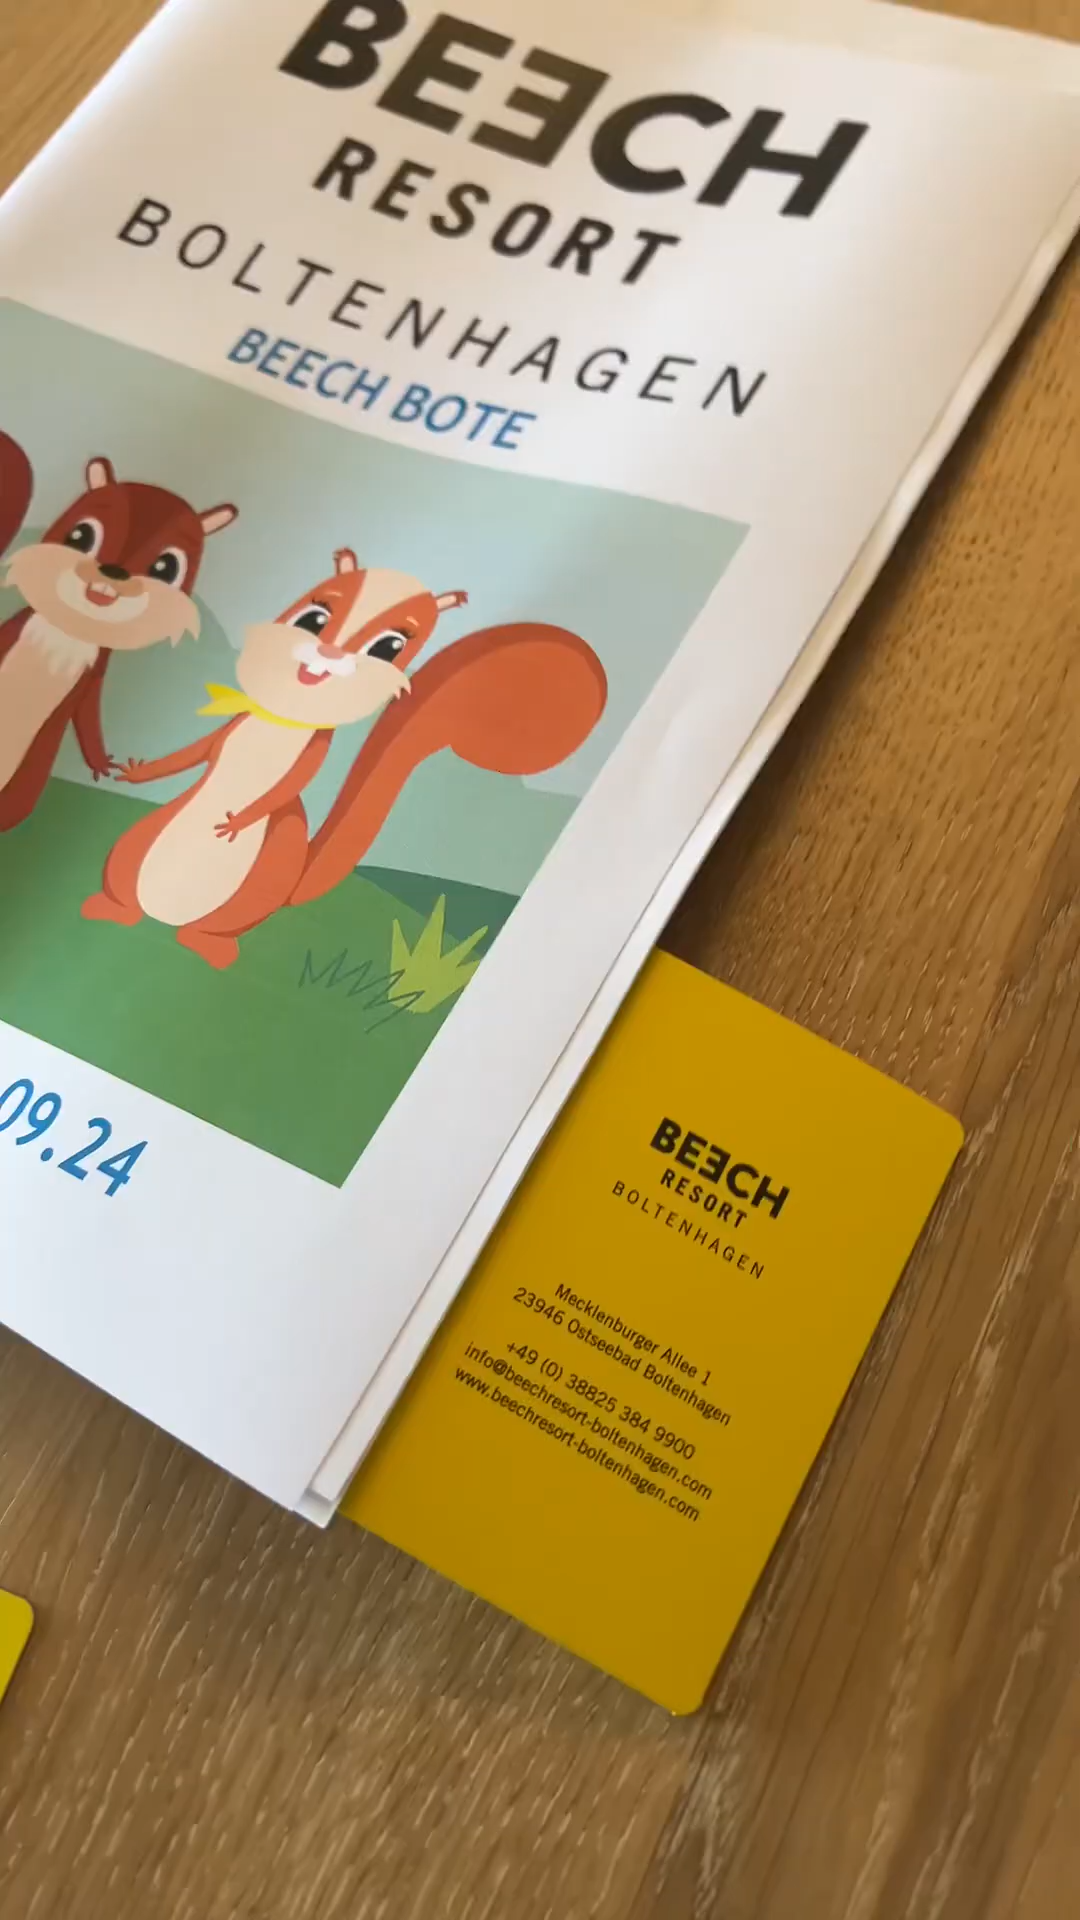 BEECH
RESORT
BOLTENHAGEN
BEECH BOTE
09.24
BEECH
RESORT
BOLTENHAGEN
Mecklenburger Allee 1
23946 Ostseebad Boltenhagen
+49 (0) 38825 384 9900
info@beechresort-boltenhagen.com
www.beechresort-boltenhagen.com